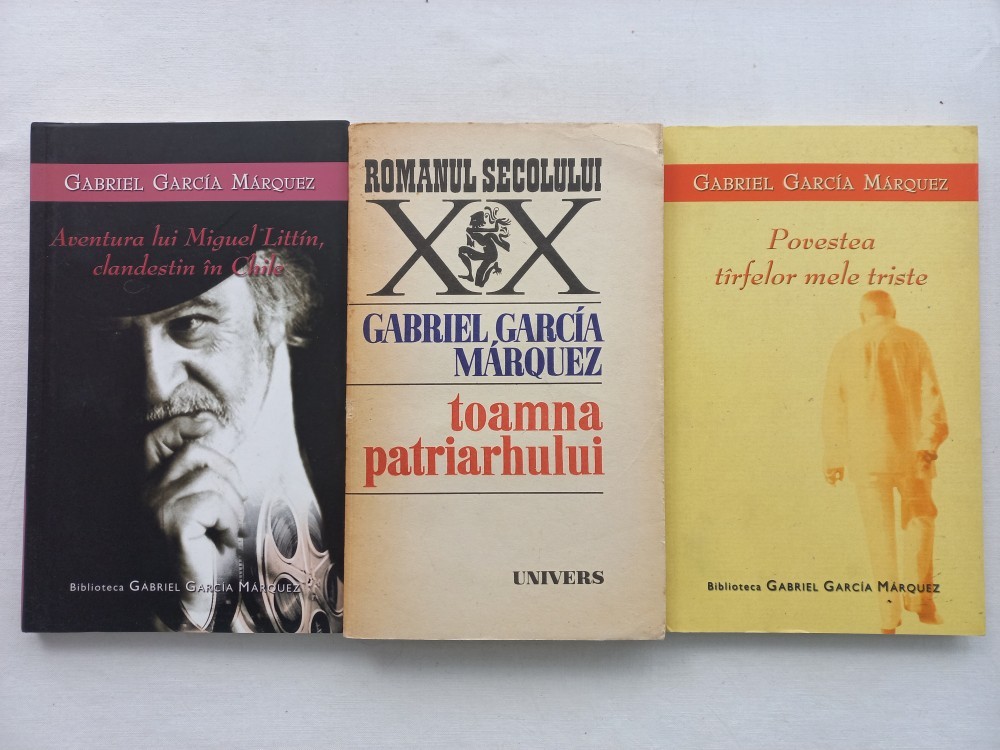 GABRIEL GARCÍA MÁRQUEZ
Aventura lui Miguel Littín,
clandestin în Chile
Biblioteca GABRIEL GARCÍA MÁRQUEZ
ROMANUL SECOLULUI
XX
GABRIEL GARCÍA
MÁRQUEZ
toamna
patriarhului
UNIVERS
GABRIEL GARCÍA MÁRQUEZ
Povestea
tîrfelor mele triste
Biblioteca GABRIEL GARCÍA MÁRQUEZ